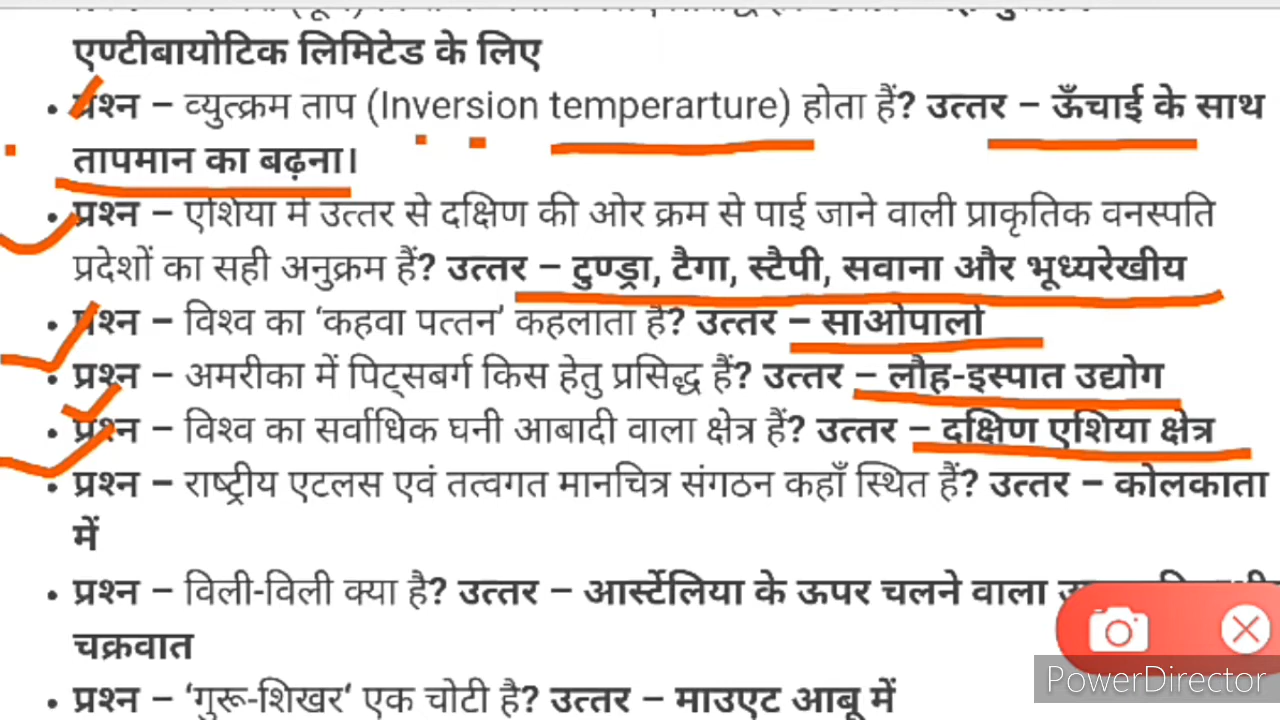 एण्टीबायोटिक लिमिटेड के लिए
• प्रश्न – व्युत्क्रम ताप (Inversion temperarture) होता हैं? उत्तर – ऊँचाई के साथ
तापमान का बढ़ना।
• प्रश्न – एशिया में उत्तर से दक्षिण की ओर क्रम से पाई जाने वाली प्राकृतिक वनस्पति
प्रदेशों का सही अनुक्रम हैं? उत्तर – टुण्ड्रा, टैगा, स्टैपी, सवाना और भूध्यरेखीय
• प्रश्न – विश्व का ‘कहवा पत्तन’ कहलाता हैं? उत्तर – साओपालो
• प्रश्न – अमरीका में पिट्सबर्ग किस हेतु प्रसिद्ध हैं? उत्तर – लौह-इस्पात उद्योग
• प्रश्न – विश्व का सर्वाधिक घनी आबादी वाला क्षेत्र हैं? उत्तर – दक्षिण एशिया क्षेत्र
• प्रश्न – राष्ट्रीय एटलस एवं तत्वगत मानचित्र संगठन कहाँ स्थित हैं? उत्तर – कोलकाता
में
• प्रश्न – विली-विली क्या है? उत्तर – आर्स्टेलिया के ऊपर चलने वाला
चक्रवात
• प्रश्न – ‘गुरू-शिखर‘ एक चोटी है? उत्तर – माउएट आबू में
PowerDirector